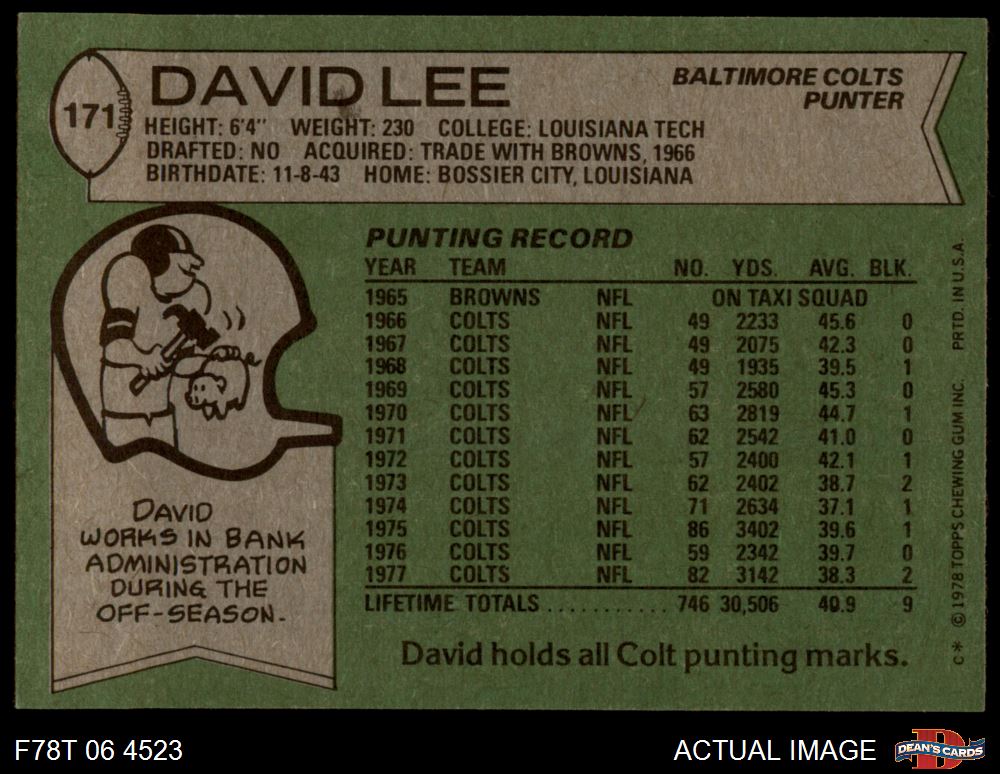 171
DAVID LEE
BALTIMORE COLTS
PUNTER
HEIGHT: 6'4" WEIGHT: 230 COLLEGE: LOUISIANA TECH
DRAFTED: NO ACQUIRED: TRADE WITH BROWNS, 1966
BIRTHDATE: 11-8-43 HOME: BOSSIER CITY, LOUISIANA
DAVID
WORKS IN BANK
ADMINISTRATION
DURING THE
OFF-SEASON.
PUNTING RECORD
YEAR TEAM NO. YDS. AVG. BLK.
1965 BROWNS NFL ON TAXI SQUAD
1966 COLTS NFL 49 2233 45.6 0
1967 COLTS NFL 49 2075 42.3 0
1968 COLTS NFL 49 1935 39.5 1
1969 COLTS NFL 57 2580 45.3 0
1970 COLTS NFL 63 2819 44.7 1
1971 COLTS NFL 62 2542 41.0 0
1972 COLTS NFL 57 2400 42.1 1
1973 COLTS NFL 62 2402 38.7 2
1974 COLTS NFL 71 2634 37.1 1
1975 COLTS NFL 86 3402 39.6 1
1976 COLTS NFL 59 2342 39.7 0
1977 COLTS NFL 82 3142 38.3 2
LIFETIME TOTALS ........... 746 30,506 40.9 9
David holds all Colt punting marks.
C* © 1978 TOPPS CHEWING GUM INC. PRTD. IN U.S.A.
F78T 06 4523
ACTUAL IMAGE
D
DEAN'S CARDS